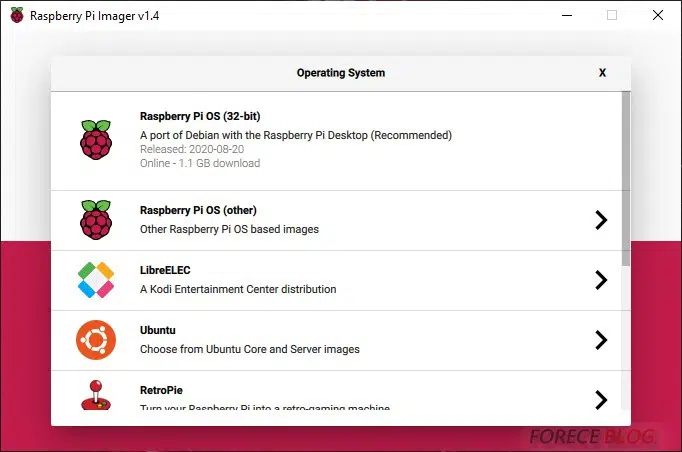 Raspberry Pi Imager v1.4
Operating System
X
Raspberry Pi OS (32-bit)
A port of Debian with the Raspberry Pi Desktop (Recommended)
Released: 2020-08-20
Online - 1.1 GB download
Raspberry Pi OS (other)
Other Raspberry Pi OS based images
LibreELEC
A Kodi Entertainment Center distribution
Ubuntu
Choose from Ubuntu Core and Server images
RetroPie
Turn your Raspberry Pi into a retro-gaming machine
FORECE BLOG.